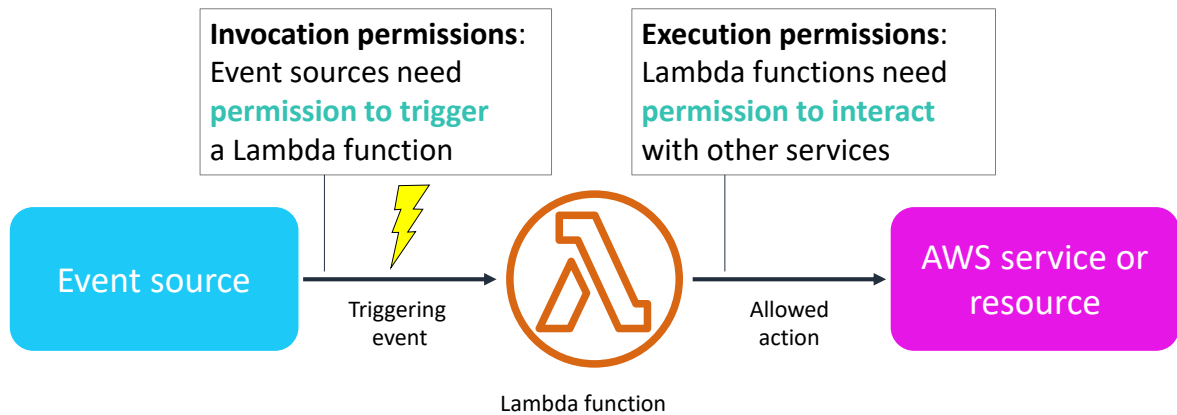 Invocation permissions:
Event sources need
permission to trigger
a Lambda function
Execution permissions:
Lambda functions need
permission to interact
with other services
Event source
Triggering
event
Allowed
action
AWS service or
resource
Lambda function